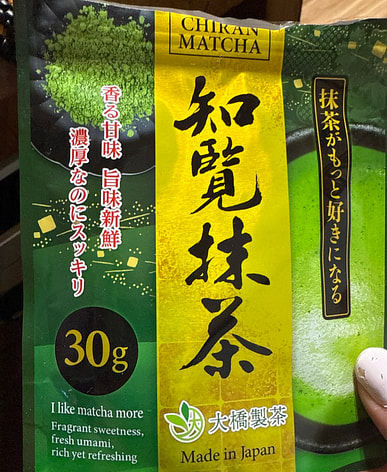 CHIRAN
MATCHA
知覧抹茶
抹茶がもっと好きになる
香る甘味 旨味新鮮
濃厚なのにスッキリ
30g
I like matcha more
Fragrant sweetness,
fresh umami,
rich yet refreshing
大橋製茶
Made in Japan